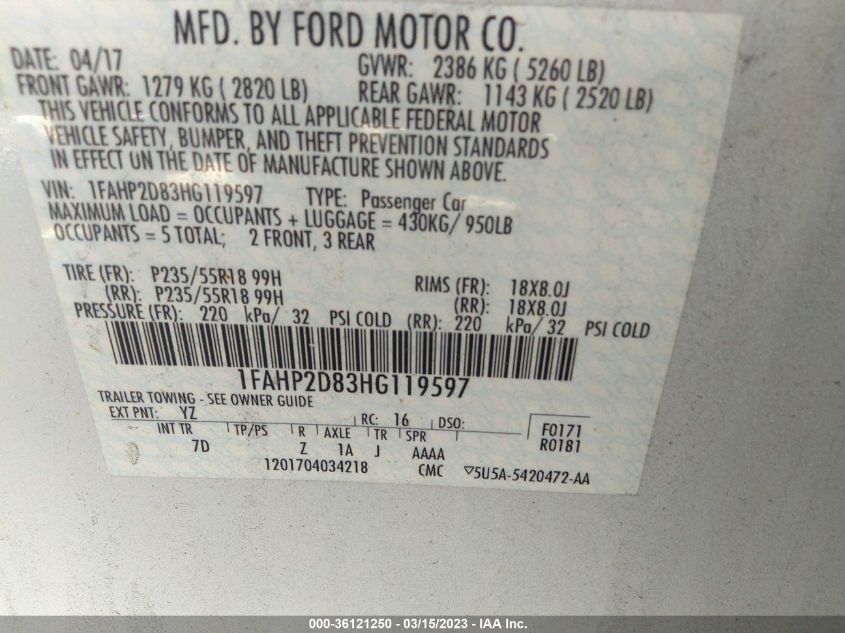 MFD. BY FORD MOTOR CO.
DATE: 04/17 GVWR: 2386 KG ( 5260 LB)
FRONT GAWR: 1279 KG ( 2820 LB) REAR GAWR: 1143 KG ( 2520 LB)
THIS VEHICLE CONFORMS TO ALL APPLICABLE FEDERAL MOTOR
VEHICLE SAFETY, BUMPER, AND THEFT PREVENTION STANDARDS
IN EFFECT ON THE DATE OF MANUFACTURE SHOWN ABOVE.
VIN: 1FAHP2D83HG119597 TYPE: Passenger Car
MAXIMUM LOAD = OCCUPANTS + LUGGAGE = 430KG/ 950LB
OCCUPANTS = 5 TOTAL; 2 FRONT, 3 REAR
TIRE (FR): P235/55R18 99H RIMS (FR): 18X8.0J
(RR): P235/55R18 99H (RR): 18X8.0J
PRESSURE (FR): 220 kPa/ 32 PSI COLD (RR): 220 kPa/ 32 PSI COLD
1FAHP2D83HG119597
TRAILER TOWING - SEE OWNER GUIDE
EXT PNT: YZ RC: 16 DSO: F0171
INT TR TP/PS R AXLE TR SPR R0181
7D Z 1A J AAAA
1201704034218 CMC ▽5U5A-5420472-AA
000-36121250 - 03/15/2023 - IAA Inc.